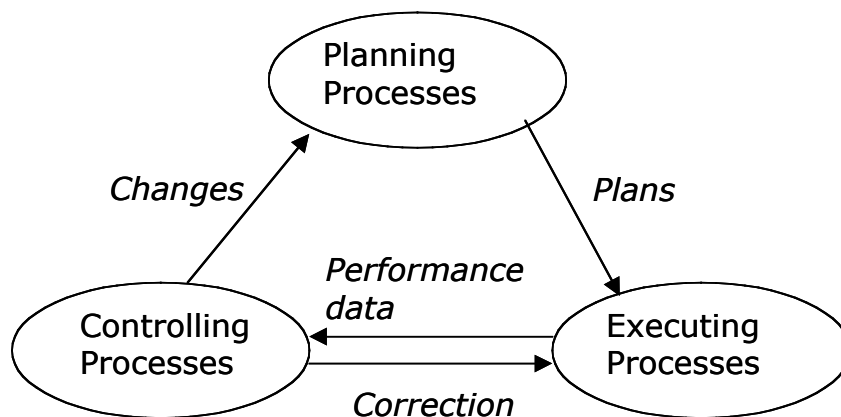 Planning
Processes
Changes
Plans
Performance
data
Controlling
Processes
Executing
Processes
Correction